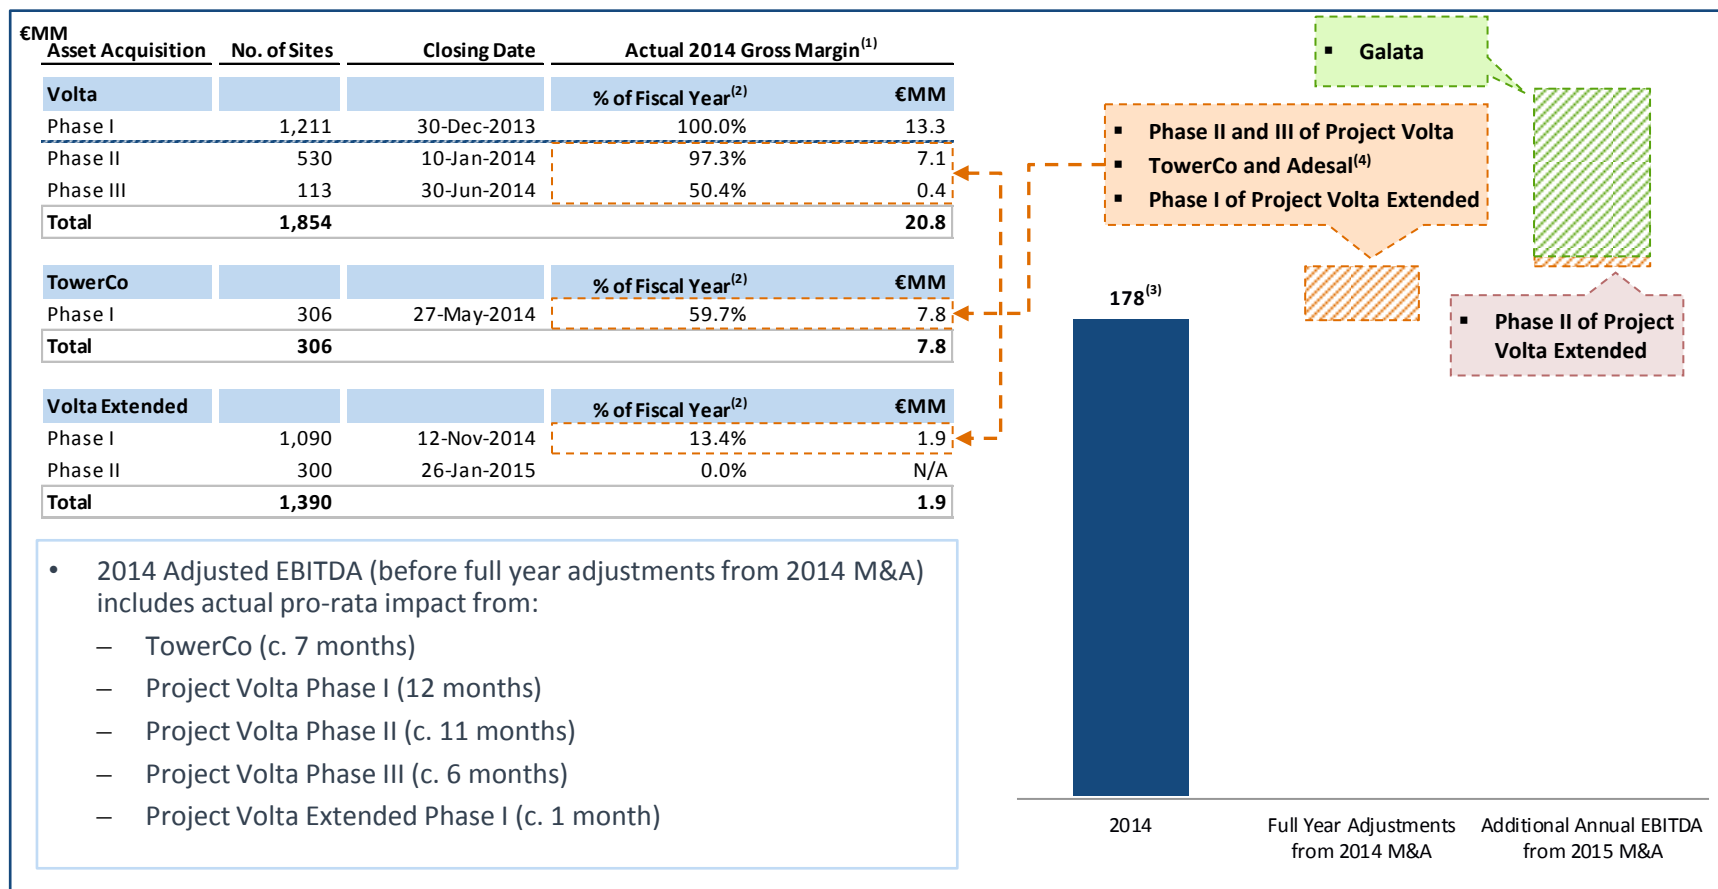 €MM
Asset Acquisition No. of Sites Closing Date Actual 2014 Gross Margin(1)
Volta % of Fiscal Year(2) €MM
Phase I 1,211 30-Dec-2013 100.0% 13.3
Phase II 530 10-Jan-2014 97.3% 7.1
Phase III 113 30-Jun-2014 50.4% 0.4
Total 1,854 20.8
TowerCo % of Fiscal Year(2) €MM
Phase I 306 27-May-2014 59.7% 7.8
Total 306 7.8
Volta Extended % of Fiscal Year(2) €MM
Phase I 1,090 12-Nov-2014 13.4% 1.9
Phase II 300 26-Jan-2015 0.0% N/A
Total 1,390 1.9
• 2014 Adjusted EBITDA (before full year adjustments from 2014 M&A)
includes actual pro-rata impact from:
– TowerCo (c. 7 months)
– Project Volta Phase I (12 months)
– Project Volta Phase II (c. 11 months)
– Project Volta Phase III (c. 6 months)
– Project Volta Extended Phase I (c. 1 month)
▪ Galata
▪ Phase II and III of Project Volta
▪ TowerCo and Adesal(4)
▪ Phase I of Project Volta Extended
178(3)
▪ Phase II of Project
Volta Extended
2014
Full Year Adjustments
from 2014 M&A
Additional Annual EBITDA
from 2015 M&A